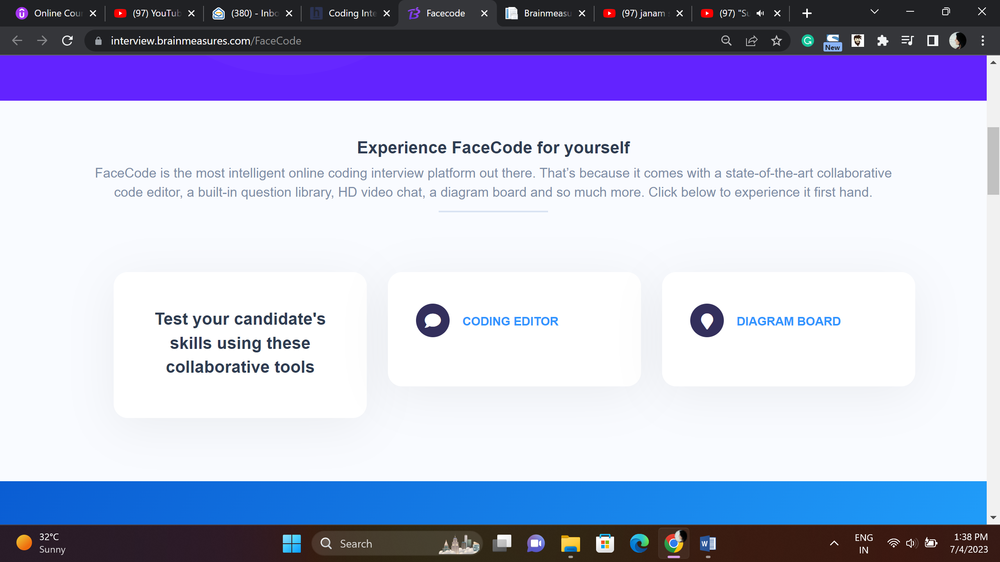 Online Cour
(97) YouTub
(380) - Inbo
Coding Inte
Facecode
Brainmeasu
(97) janam s
(97) "Su
interview.brainmeasures.com/FaceCode
New
Experience FaceCode for yourself
FaceCode is the most intelligent online coding interview platform out there. That’s because it comes with a state-of-the-art collaborative
code editor, a built-in question library, HD video chat, a diagram board and so much more. Click below to experience it first hand.
Test your candidate's
skills using these
collaborative tools
CODING EDITOR
DIAGRAM BOARD
32°C
Sunny
Search
ENG
IN
1:38 PM
7/4/2023